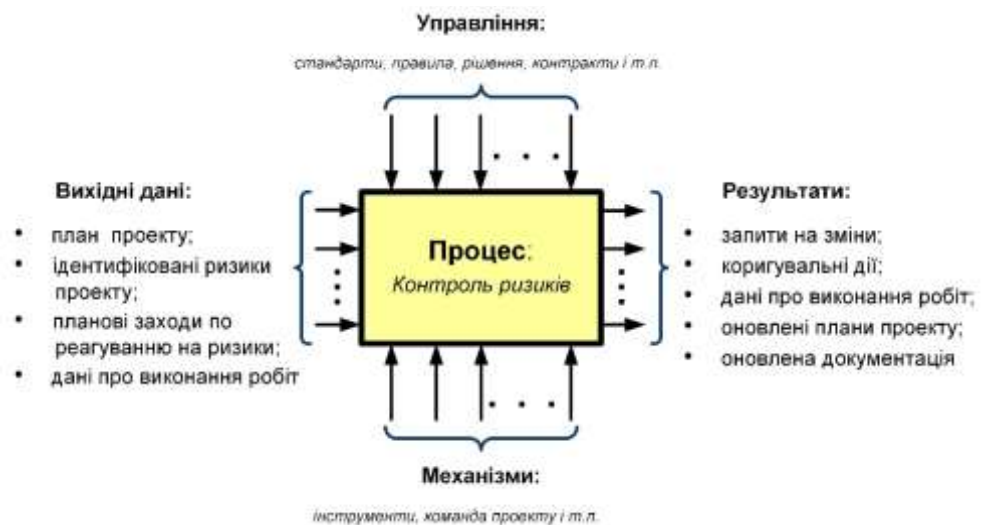 Управління:
стандарти, правила, рішення, контракти і т.п.
Вихідні дані:
• план проекту;
• ідентифіковані ризики
проекту;
• планові заходи по
реагуванню на ризики;
• дані про виконання робіт
Процес:
Контроль ризиків
Результати:
• запити на зміни;
• коригувальні дії;
• дані про виконання робіт;
• оновлені плани проекту;
• оновлена документація
Механізми:
інструменти, команда проекту і т.п.